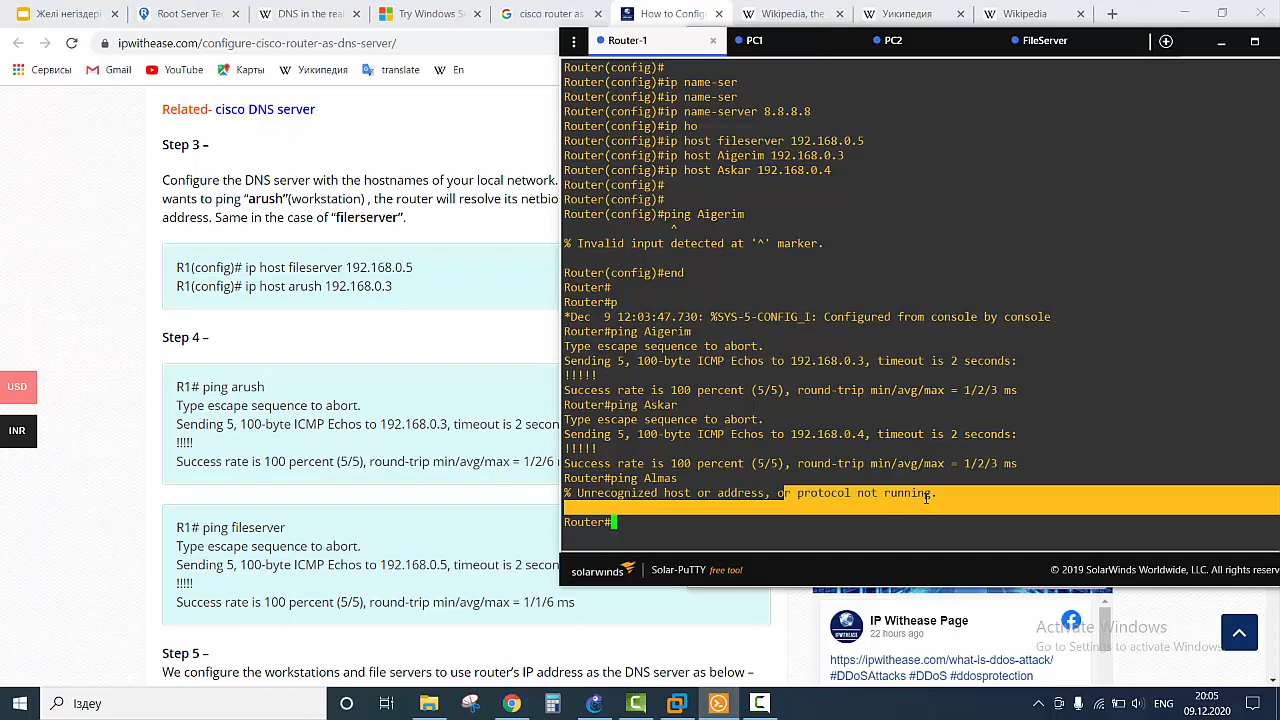 Желі негіздері T
Root Server Tec
DNS in the real
Try Windows Se
cisco router as
How to Config
Wikipedia, th
Уикипедия
Wikipedia
ipwithease.com/configure-cisco-router-as-dns-server/
Сервисы
Gmail
YouTube
Карты
Уикипедия
translate
En
Related- cisco DNS server
Step 3 –
Configure the DNS server with the hostnames of your local network.
wants to ping "arush"(workstation) , the router will resolve its netbio
address. Same in the case of "filerserver".
R1(config)# ip host fileserver 192.168.0.5
R1(config)# ip host arush 192.168.0.3
Step 4 –
R1# ping arush
Type escape sequence to abort.
Sending 5, 100-byte ICMP Echos to 192.168.0.3, timeout is 2 secon
!!!!!
Success rate is 100 percent (5/5), round-trip min/avg/max = 1/2/6 m
R1# ping fileserver
Type escape sequence to abort.
Sending 5, 100-byte ICMP Echos to 192.168.0.5, timeout is 2 secon
!!!!!
Success rate is 100 percent (5/5), round-trip min/avg/max = 1/1/6 ms
Step 5 –
We configure the workstations and file servers to use router's IP address as the DNS server as below –
USD
INR
Router-1
PC1
PC2
FileServer
Router(config)#
Router(config)#ip name-ser
Router(config)#ip name-ser
Router(config)#ip name-server 8.8.8.8
Router(config)#ip ho
Router(config)#ip host fileserver 192.168.0.5
Router(config)#ip host Aigerim 192.168.0.3
Router(config)#ip host Askar 192.168.0.4
Router(config)#
Router(config)#
Router(config)#ping Aigerim
^
% Invalid input detected at '^' marker.
Router(config)#end
Router#
Router#p
*Dec  9 12:03:47.730: %SYS-5-CONFIG_I: Configured from console by console
Router#ping Aigerim
Type escape sequence to abort.
Sending 5, 100-byte ICMP Echos to 192.168.0.3, timeout is 2 seconds:
!!!!!
Success rate is 100 percent (5/5), round-trip min/avg/max = 1/2/3 ms
Router#ping Askar
Type escape sequence to abort.
Sending 5, 100-byte ICMP Echos to 192.168.0.4, timeout is 2 seconds:
!!!!!
Success rate is 100 percent (5/5), round-trip min/avg/max = 1/2/3 ms
Router#ping Almas
% Unrecognized host or address, or protocol not running.
Router#
solarwinds
Solar-PuTTY free tool
© 2019 SolarWinds Worldwide, LLC. All rights rese
IP Withease Page
22 hours ago
https://ipwithease.com/what-is-ddos-attack/
#DDoSAttacks #DDoS #ddosprotection
Activate Windows
Go to Settings to activate Windows.
Іздеу
ENG
20:05
09.12.2020